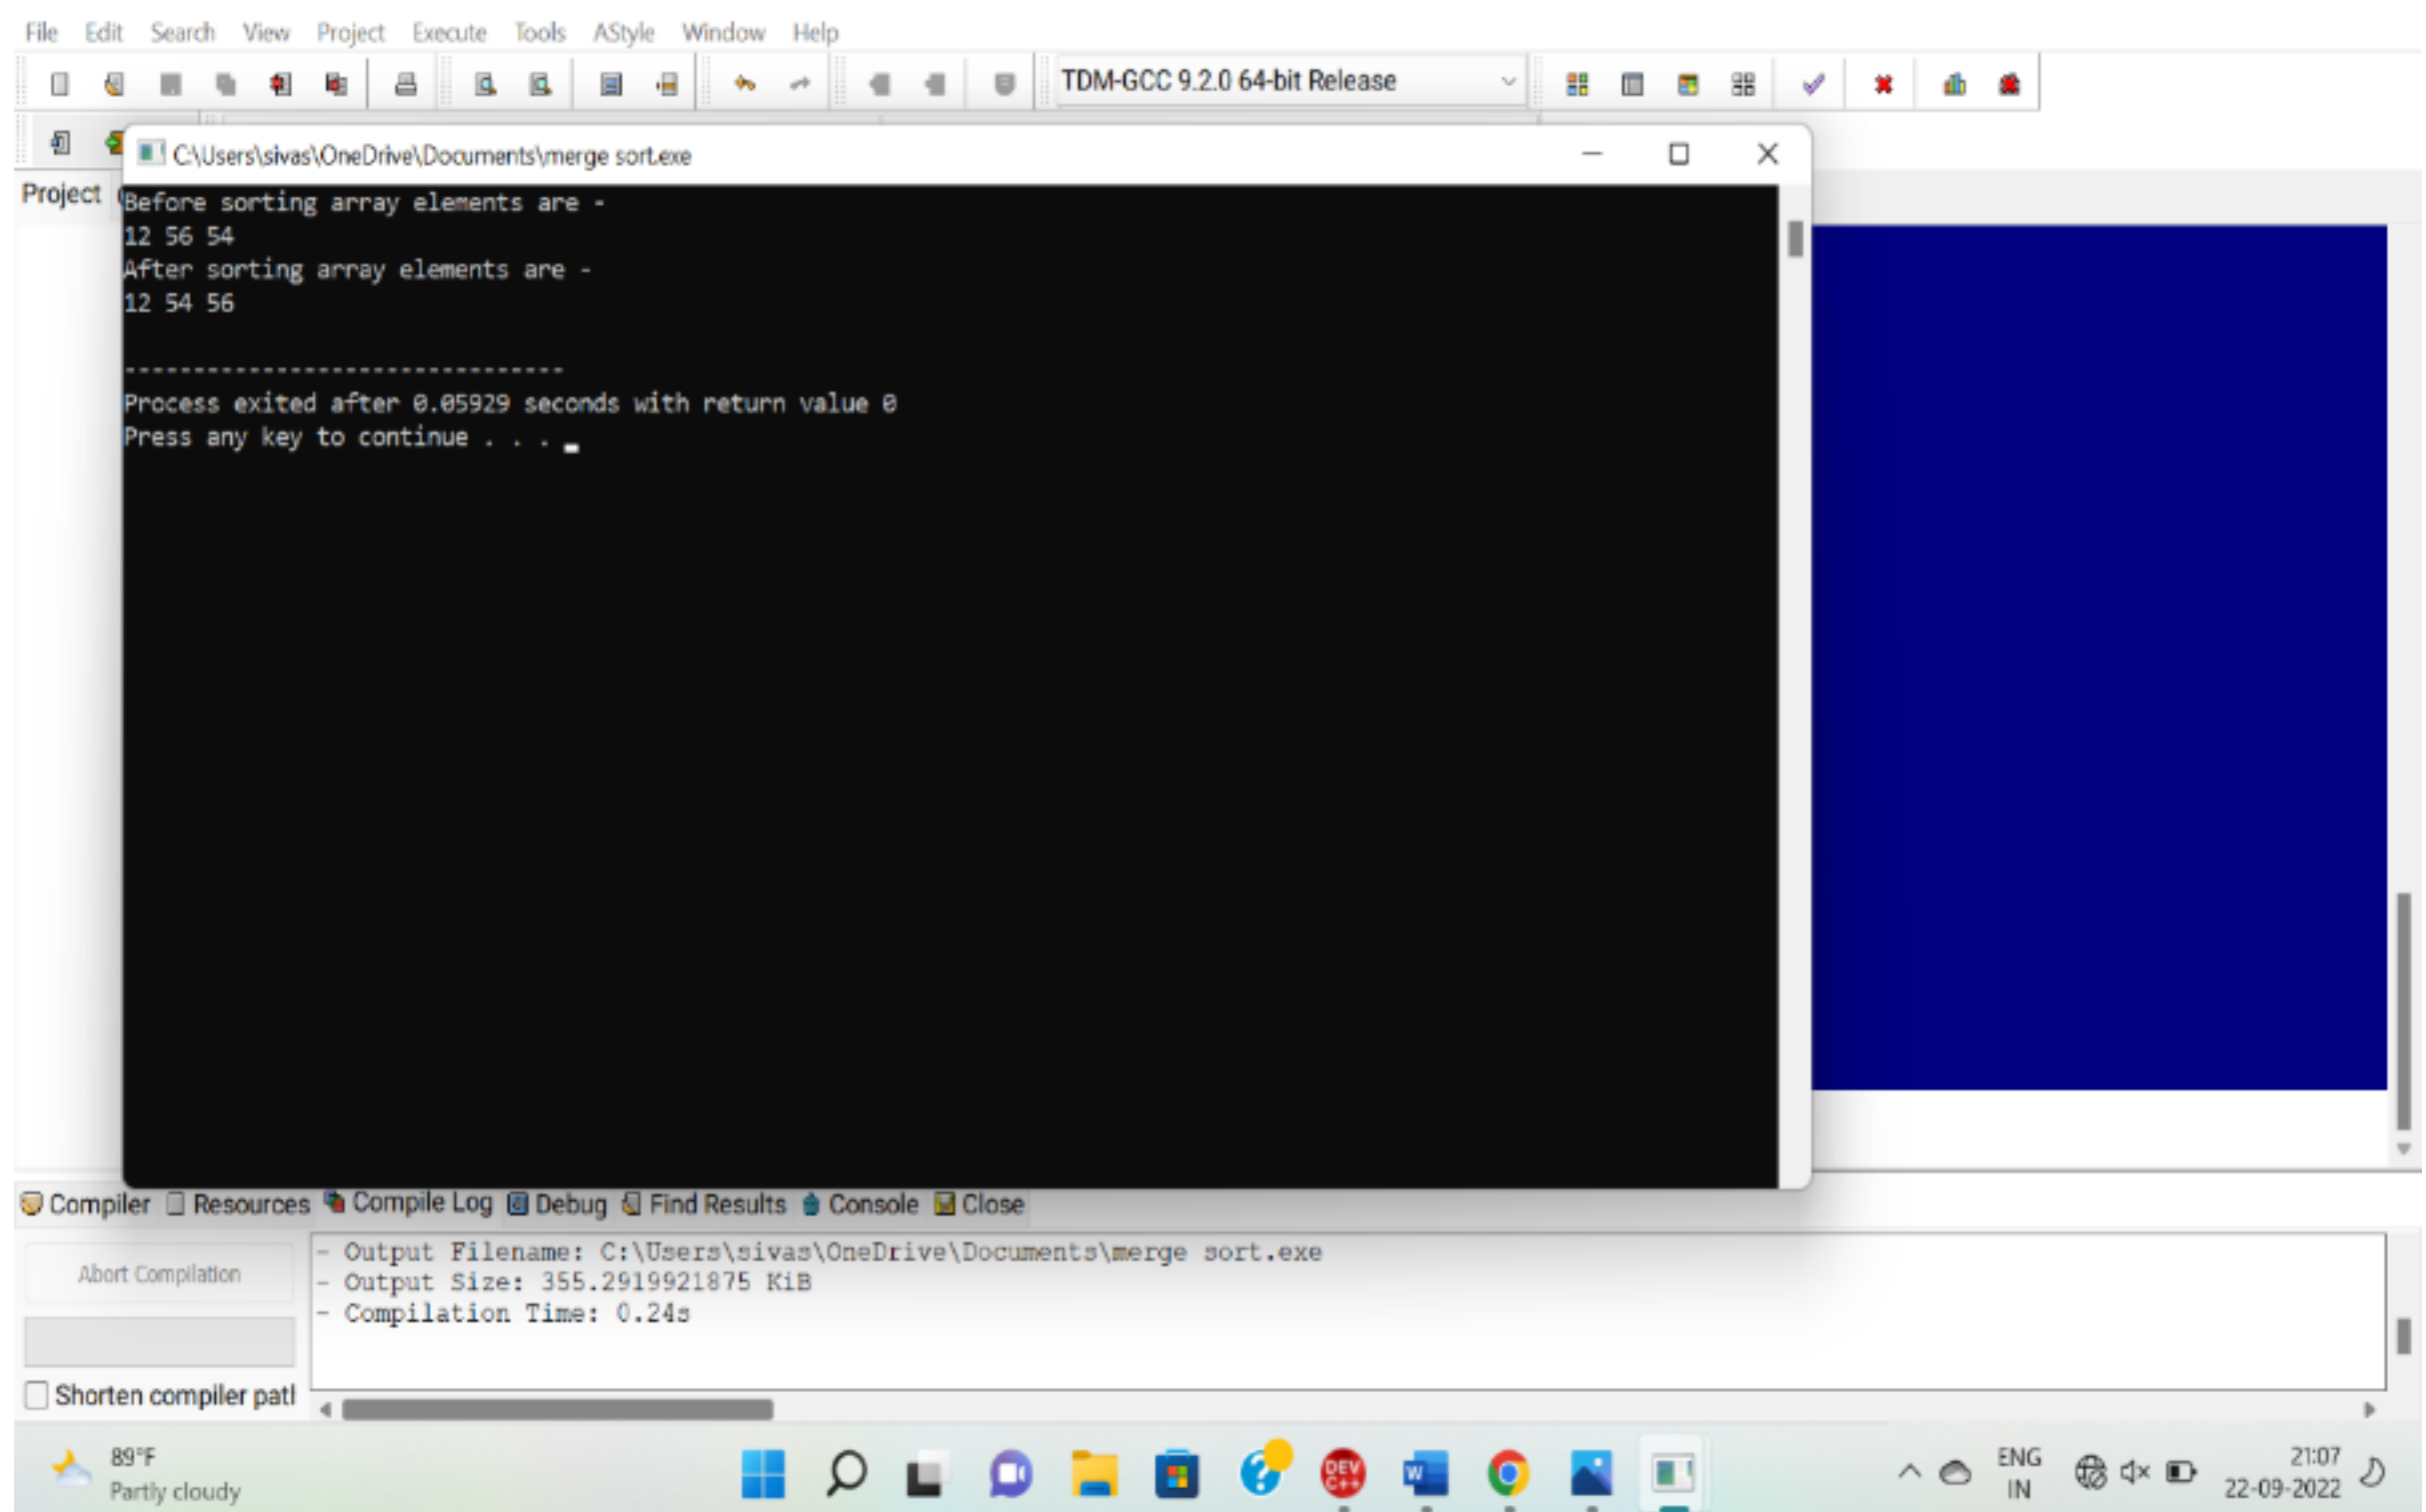 File Edit Search View Project Execute Tools AStyle Window Help
TDM-GCC 9.2.0 64-bit Release
C:\Users\sivas\OneDrive\Documents\merge sort.exe
Project
Before sorting array elements are -
12 56 54
After sorting array elements are -
12 54 56
--------------------------------
Process exited after 0.05929 seconds with return value 0
Press any key to continue . . .
Compiler Resources Compile Log Debug Find Results Console Close
Abort Compilation
- Output Filename: C:\Users\sivas\OneDrive\Documents\merge sort.exe
- Output Size: 355.2919921875 KiB
- Compilation Time: 0.24s
Shorten compiler patl
89°F
Partly cloudy
DEV C++
W
ENG
IN
21:07
22-09-2022